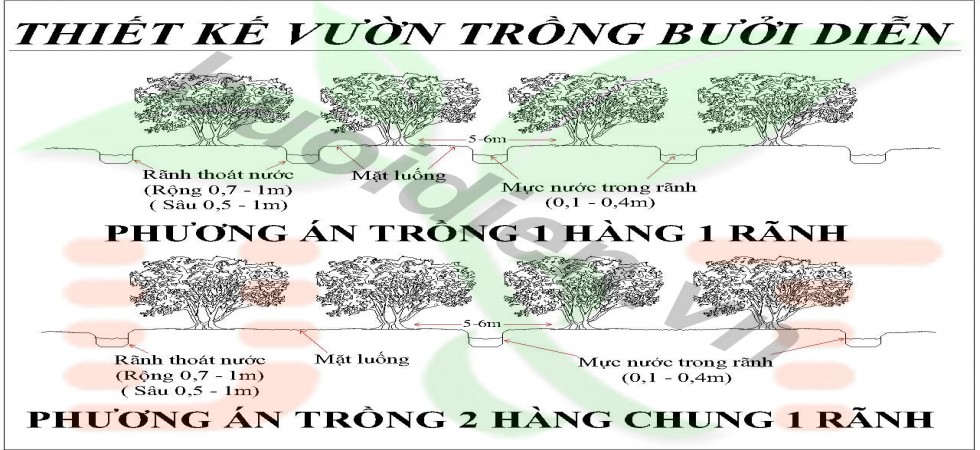 THIẾT KẾ VƯỜN TRỒNG BƯỞI DIỄN
5-6m
Rãnh thoát nước
(Rộng 0,7 - 1m)
( Sâu 0,5 - 1m)
Mặt luống
Mực nước trong rãnh
(0,1 - 0,4m)
PHƯƠNG ÁN TRỒNG 1 HÀNG 1 RÃNH
5-6m
Rãnh thoát nước
(Rộng 0,7 - 1m)
( Sâu 0,5 - 1m)
Mặt luống
Mực nước trong rãnh
(0,1 - 0,4m)
PHƯƠNG ÁN TRỒNG 2 HÀNG CHUNG 1 RÃNH
buoidien.vn